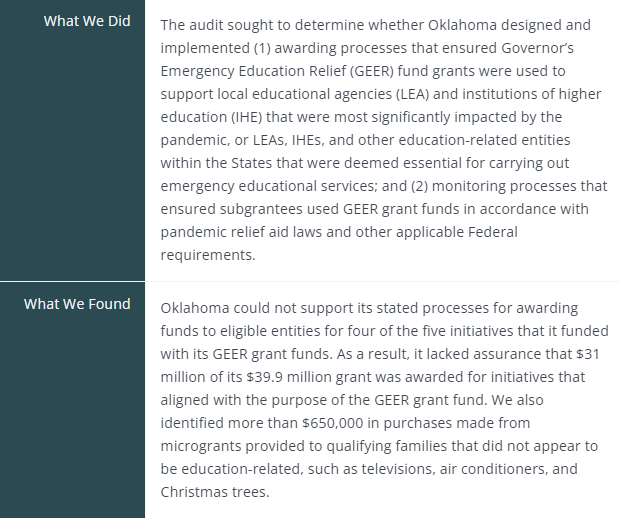 What We Did
The audit sought to determine whether Oklahoma designed and
implemented (1) awarding processes that ensured Governor's
Emergency Education Relief (GEER) fund grants were used to
support local educational agencies (LEA) and institutions of higher
education (IHE) that were most significantly impacted by the
pandemic, or LEAs, IHEs, and other education-related entities
within the States that were deemed essential for carrying out
emergency educational services; and (2) monitoring processes that
ensured subgrantees used GEER grant funds in accordance with
pandemic relief aid laws and other applicable Federal
requirements.
What We Found
Oklahoma could not support its stated processes for awarding
funds to eligible entities for four of the five initiatives that it funded
with its GEER grant funds. As a result, it lacked assurance that $31
million of its $39.9 million grant was awarded for initiatives that
aligned with the purpose of the GEER grant fund. We also
identified more than $650,000 in purchases made from
microgrants provided to qualifying families that did not appear to
be education-related, such as televisions, air conditioners, and
Christmas trees.